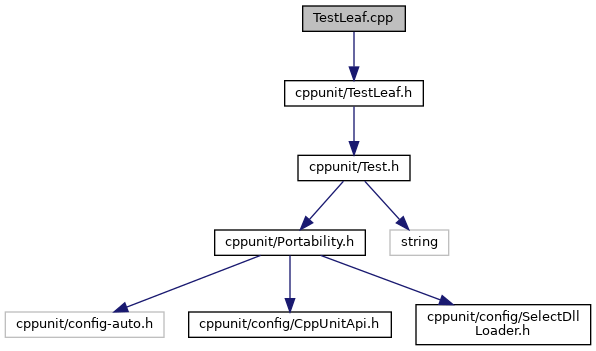 TestLeaf.cpp
cppunit/TestLeaf.h
cppunit/Test.h
cppunit/Portability.h
string
cppunit/config-auto.h
cppunit/config/CppUnitApi.h
cppunit/config/SelectDll
Loader.h